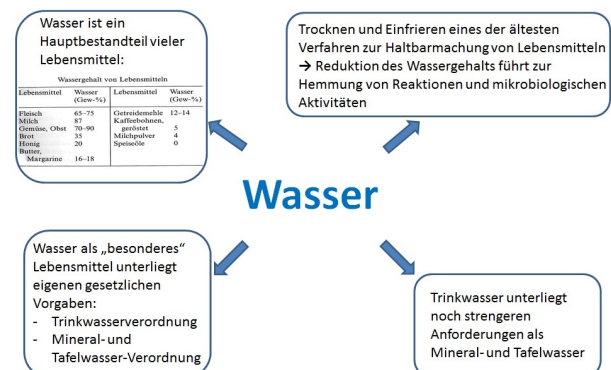 Wasser ist ein
Hauptbestandteil vieler
Lebensmittel:
Wassergehalt von Lebensmitteln
Lebensmittel Wasser (Gew-%) Lebensmittel Wasser (Gew-%)
Fleisch 65–75 Getreidemehle 12–14
Milch 87 Kaffeebohnen,
Gemüse, Obst 70–90 geröstet 5
Brot 35 Milchpulver 4
Honig 20 Speiseöle 0
Butter,
Margarine 16–18
Trocknen und Einfrieren eines der ältesten
Verfahren zur Haltbarmachung von Lebensmitteln
→ Reduktion des Wassergehalts führt zur
Hemmung von Reaktionen und mikrobiologischen
Aktivitäten
Wasser
Wasser als „besonderes“
Lebensmittel unterliegt
eigenen gesetzlichen
Vorgaben:
- Trinkwasserverordnung
- Mineral- und
Tafelwasser-Verordnung
Trinkwasser unterliegt
noch strengeren
Anforderungen als
Mineral- und Tafelwasser